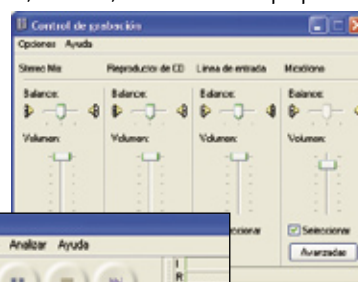 Control de grabación
Opciones Ayuda
Stereo Mix Reproductor de CD Línea de entrada Micrófono
Balance: Balance: Balance: Balance:
Volumen: Volumen: Volumen: Volumen:
Seleccionar
Avanzadas
Analizar Ayuda
I
R